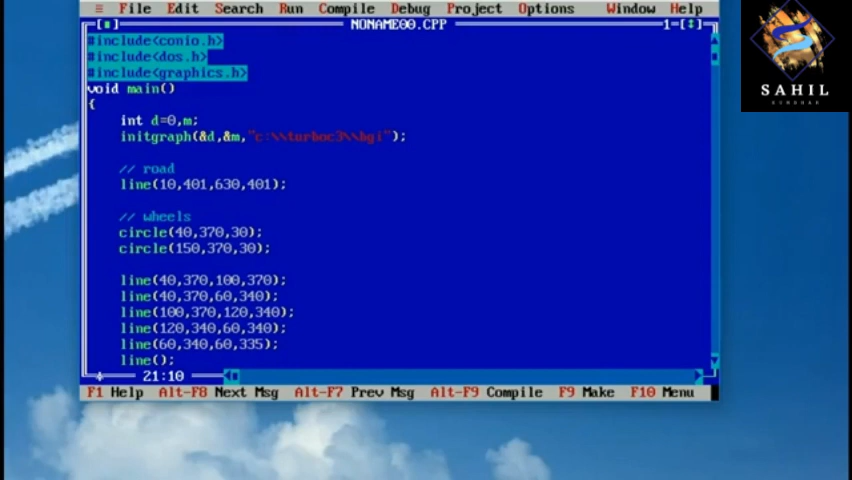 ≡ File Edit Search Run Compile Debug Project Options Window Help
NONAME00.CPP 1=[↕]
#include<conio.h>
#include<dos.h>
#include<graphics.h>
void main()
{
int d=0,m;
initgraph(&d,&m,"c:\\turboc3\\bgi");
// road
line(10,401,630,401);
// wheels
circle(40,370,30);
circle(150,370,30);
line(40,370,100,370);
line(40,370,60,340);
line(100,370,120,340);
line(120,340,60,340);
line(60,340,60,335);
line();
21:10
F1 Help Alt-F8 Next Msg Alt-F7 Prev Msg Alt-F9 Compile F9 Make F10 Menu
SAHIL